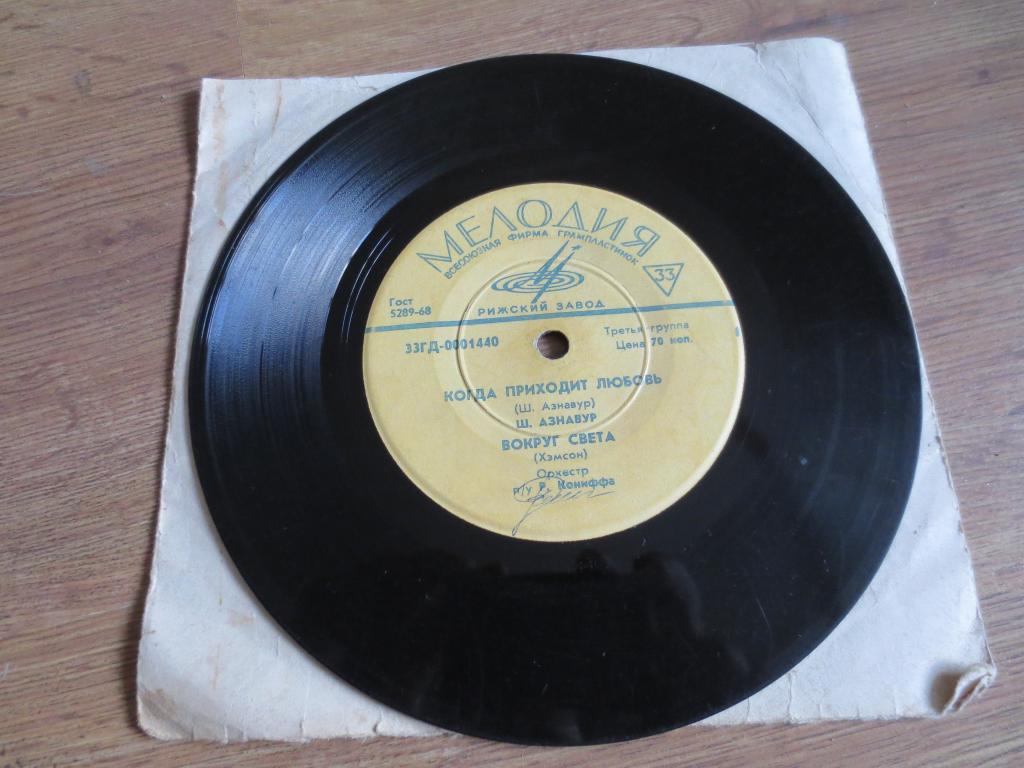 МЕЛОДИЯ
ВСЕСОЮЗНАЯ ФИРМА ГРАМПЛАСТИНОК
33
Гост
5289-68
РИЖСКИЙ ЗАВОД
33ГД-0001440
Третья группа
Цена 70 коп.
КОГДА ПРИХОДИТ ЛЮБОВЬ
(Ш. Азнавур)
Ш. АЗНАВУР
ВОКРУГ СВЕТА
(Хэмсон)
Оркестр
п/у Р. Кониффа